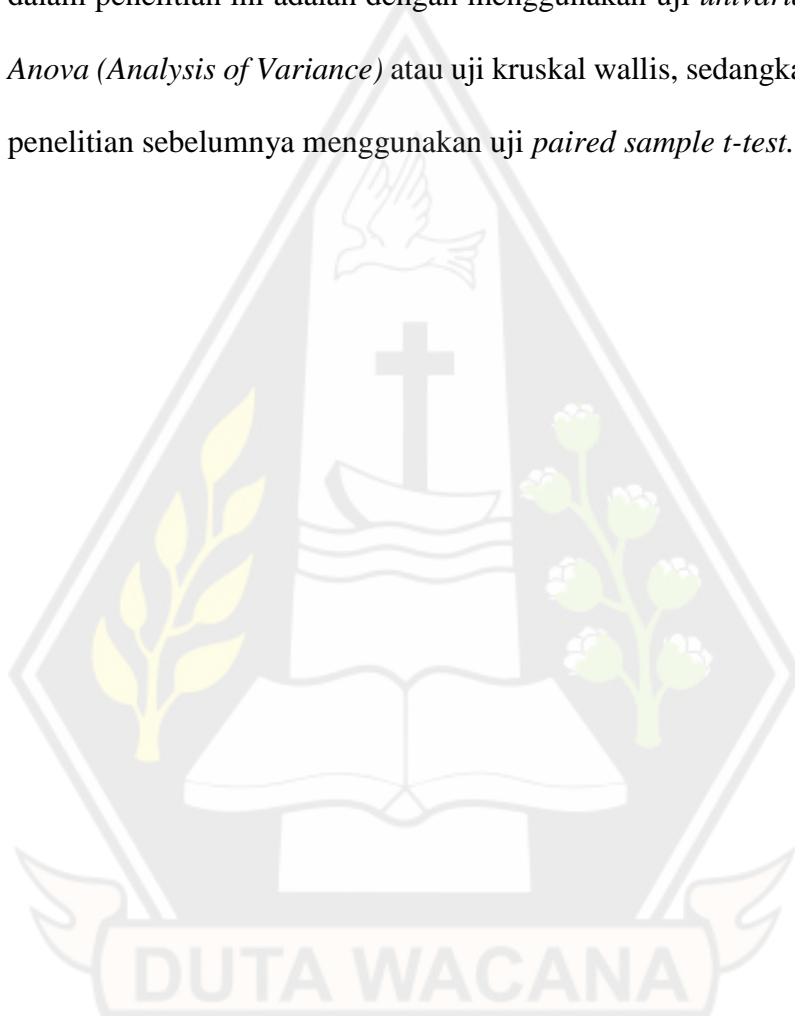 dalam penelitian ini adalah dengan menggunakan uji
Anova (Analysis of Variance) atau uji kruskal wallis,
penelitian sebelumnya menggunakan uji paired sample t-test.
DUTA WACANA